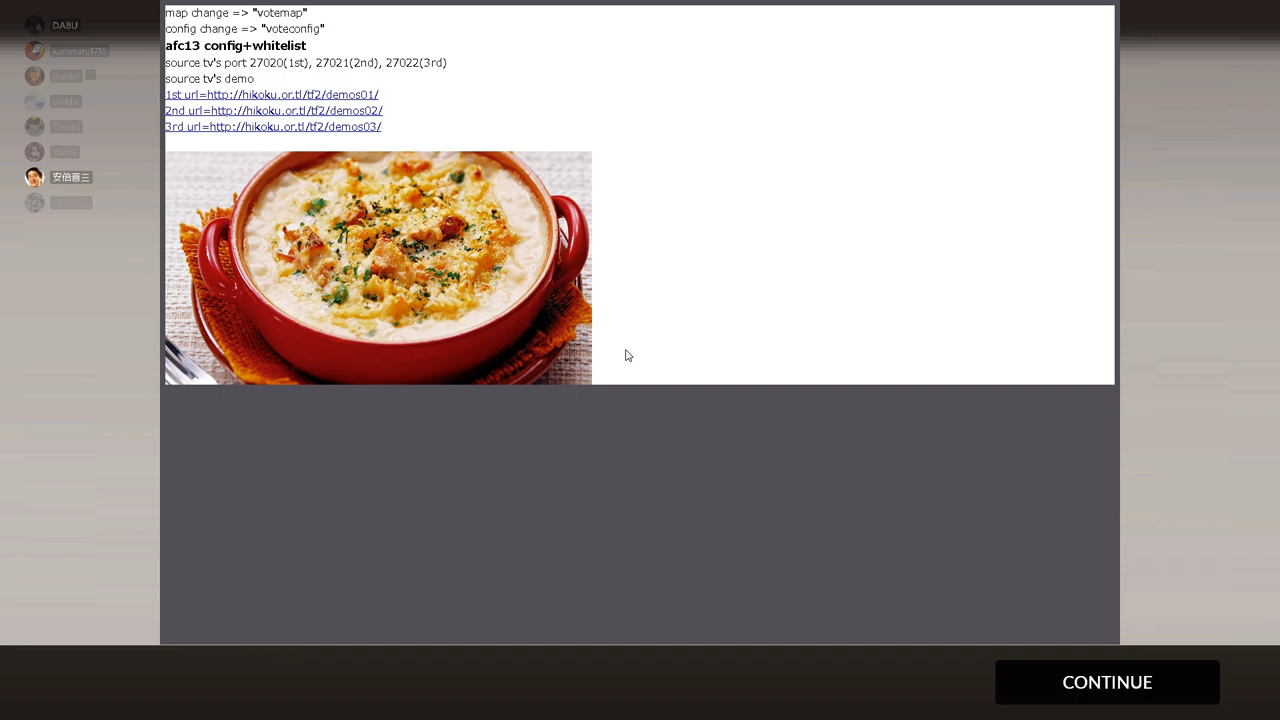 DABU
kuromaru1716
安倍晋三
map change => "votemap"
config change => "voteconfig"
afc13 config+whitelist
source tv's port 27020(1st), 27021(2nd), 27022(3rd)
source tv's demo
1st url=http://hikoku.or.tl/tf2/demos01/
2nd url=http://hikoku.or.tl/tf2/demos02/
3rd url=http://hikoku.or.tl/tf2/demos03/
CONTINUE